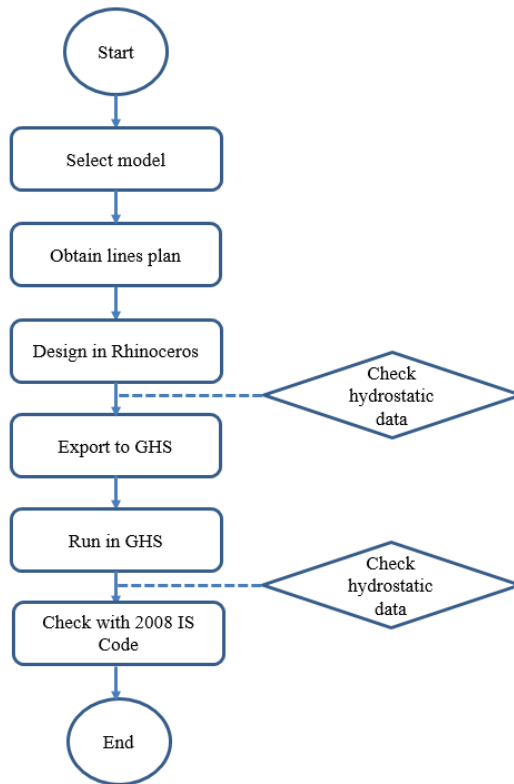 Start
Select model
Obtain lines plan
Design in Rhinoceros
Check
hydrostatic
data
Export to GHS
Run in GHS
Check
hydrostatic
data
Check with 2008 IS
Code
End